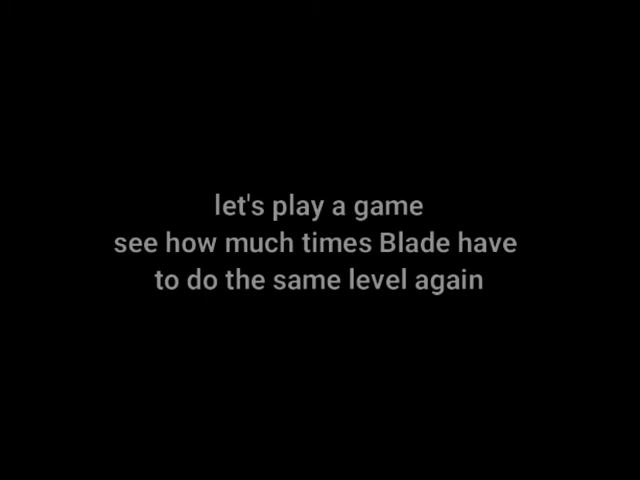 let's play a game
see how much times Blade have
to do the same level again